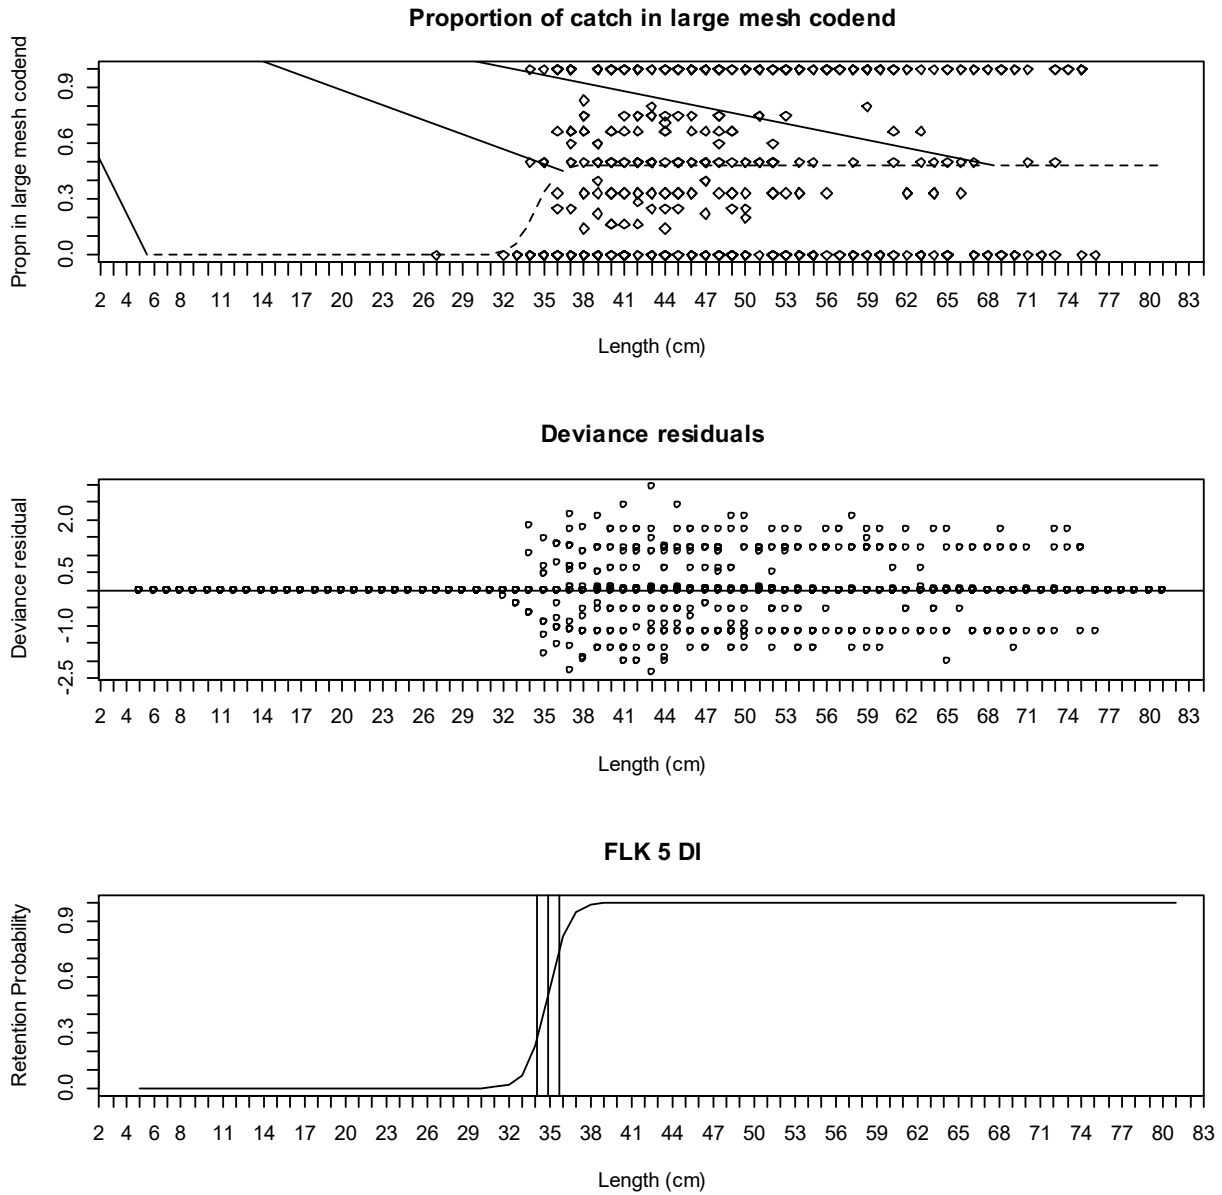 Proportion of catch in large mesh codend
Propn in large mesh codend
0.0 0.3 0.6 0.9
2 4 6 8 11 14 17 20 23 26 29 32 35 38 41 44 47 50 53 56 59 62 65 68 71 74 77 80 83
Length (cm)
Deviance residuals
Deviance residual
-2.5 -1.0 0.5 2.0
2 4 6 8 11 14 17 20 23 26 29 32 35 38 41 44 47 50 53 56 59 62 65 68 71 74 77 80 83
Length (cm)
FLK 5 DI
Retention Probability
0.0 0.3 0.6 0.9
2 4 6 8 11 14 17 20 23 26 29 32 35 38 41 44 47 50 53 56 59 62 65 68 71 74 77 80 83
Length (cm)